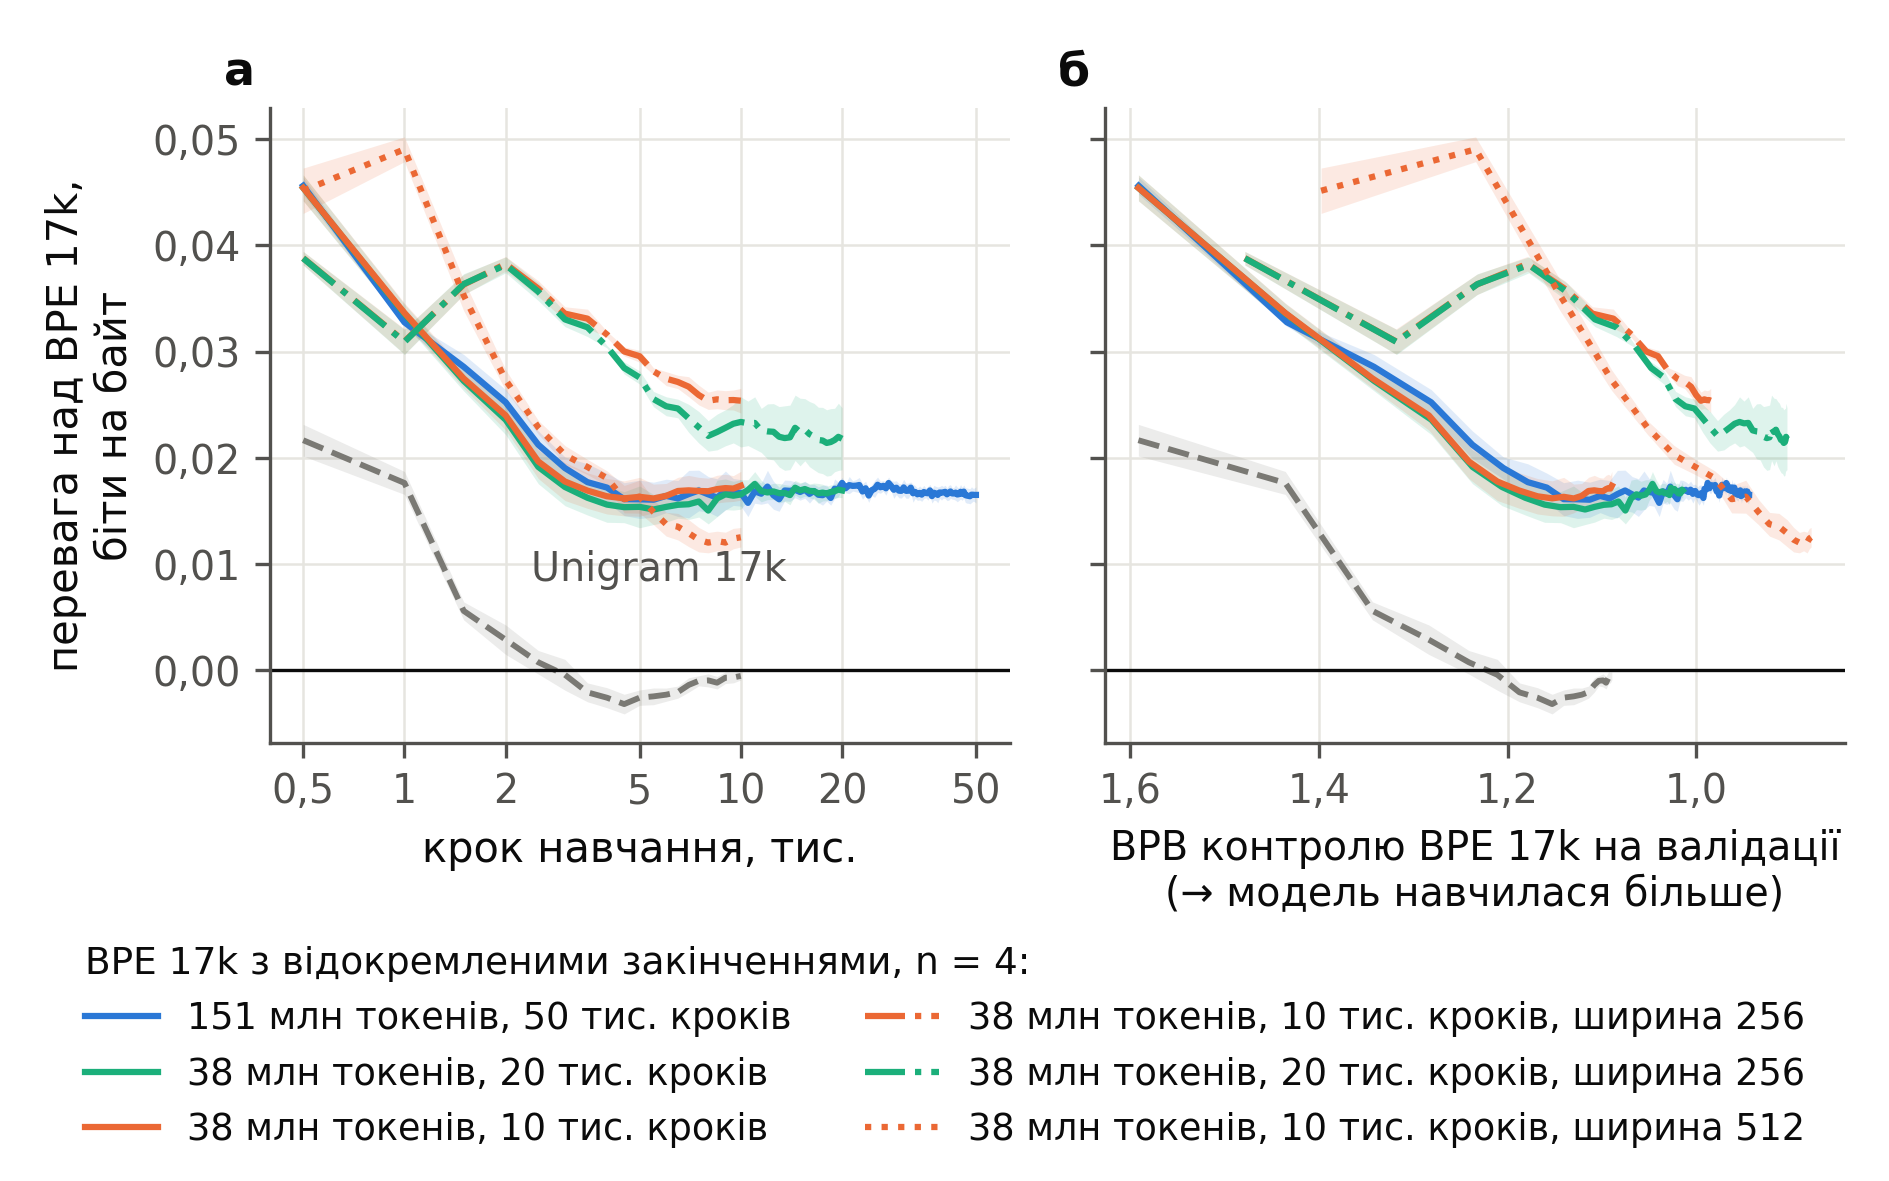 а
б
перевага над BPE 17k,
біти на байт
0,05
0,04
0,03
0,02
0,01
0,00
Unigram 17k
0,5 1 2 5 10 20 50
1,6 1,4 1,2 1,0
крок навчання, тис.
BPB контролю BPE 17k на валідації
(→ модель навчилася більше)
BPE 17k з відокремленими закінченнями, n = 4:
151 млн токенів, 50 тис. кроків
38 млн токенів, 20 тис. кроків
38 млн токенів, 10 тис. кроків
38 млн токенів, 10 тис. кроків, ширина 256
38 млн токенів, 20 тис. кроків, ширина 256
38 млн токенів, 10 тис. кроків, ширина 512